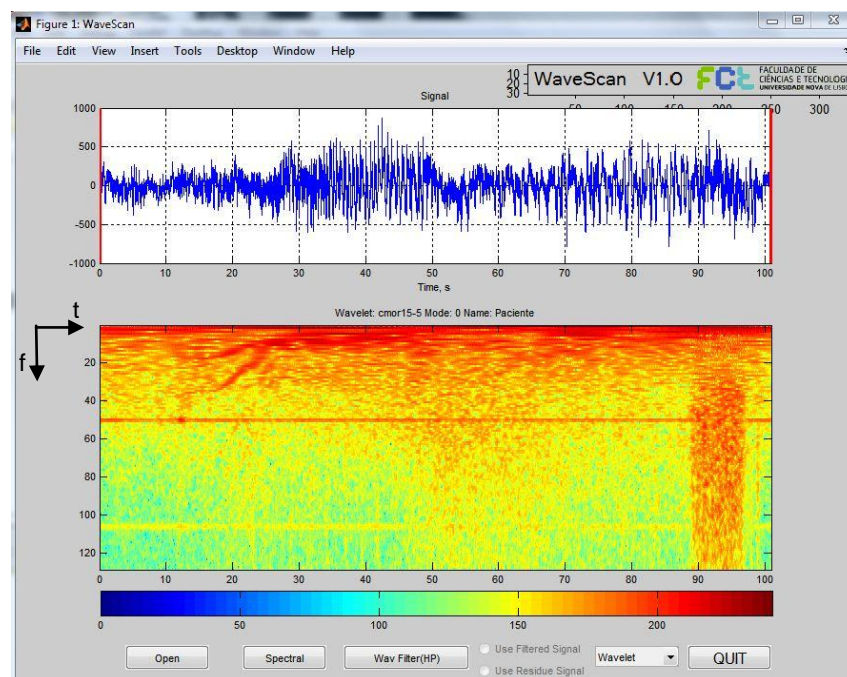 Figure 1: WaveScan
File Edit View Insert Tools Desktop Window Help
WaveScan V1.0
FCT FACULDADE DE
CIÊNCIAS E TECNOLOGI
UNIVERSIDADE NOVA DE LISBO
10
20
30
50 100 150 200 250 300
Signal
1000
500
0
-500
-1000
0 10 20 30 40 50 60 70 80 90 100
Time, s
t
f
Wavelet: cmor15-5 Mode: 0 Name: Paciente
20
40
60
80
100
120
0 10 20 30 40 50 60 70 80 90 100
0 50 100 150 200
Open
Spectral
Wav Filter(HP)
Use Filtered Signal
Use Residue Signal
Wavelet
QUIT